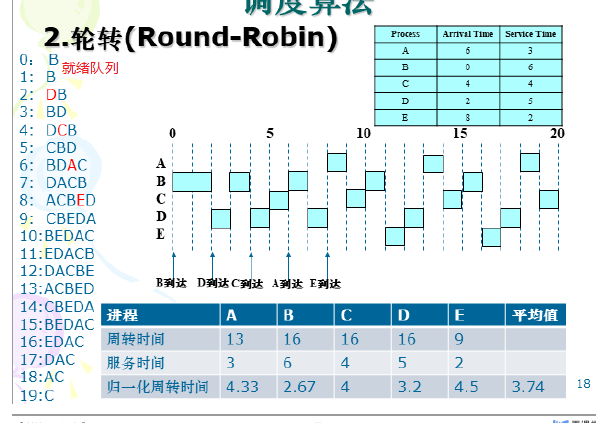 调度算法
2.轮转(Round-Robin)
Process Arrival Time Service Time
A 6 3
B 0 6
C 4 4
D 2 5
E 8 2
就绪队列
0: B
1: B
2: DB
3: BD
4: DCB
5: CBD
6: BDAC
7: DACB
8: ACBED
9: CBEDA
10:BEDAC
11:EDACB
12:DACBE
13:ACBED
14:CBEDA
15:BEDAC
16:EDAC
17:DAC
18:AC
19:C
0 5 10 15 20
A
B
C
D
E
B到达 D到达 C到达 A到达 E到达
进程 A B C D E 平均值
周转时间 13 16 16 16 9
服务时间 3 6 4 5 2
归一化周转时间 4.33 2.67 4 3.2 4.5 3.74
18